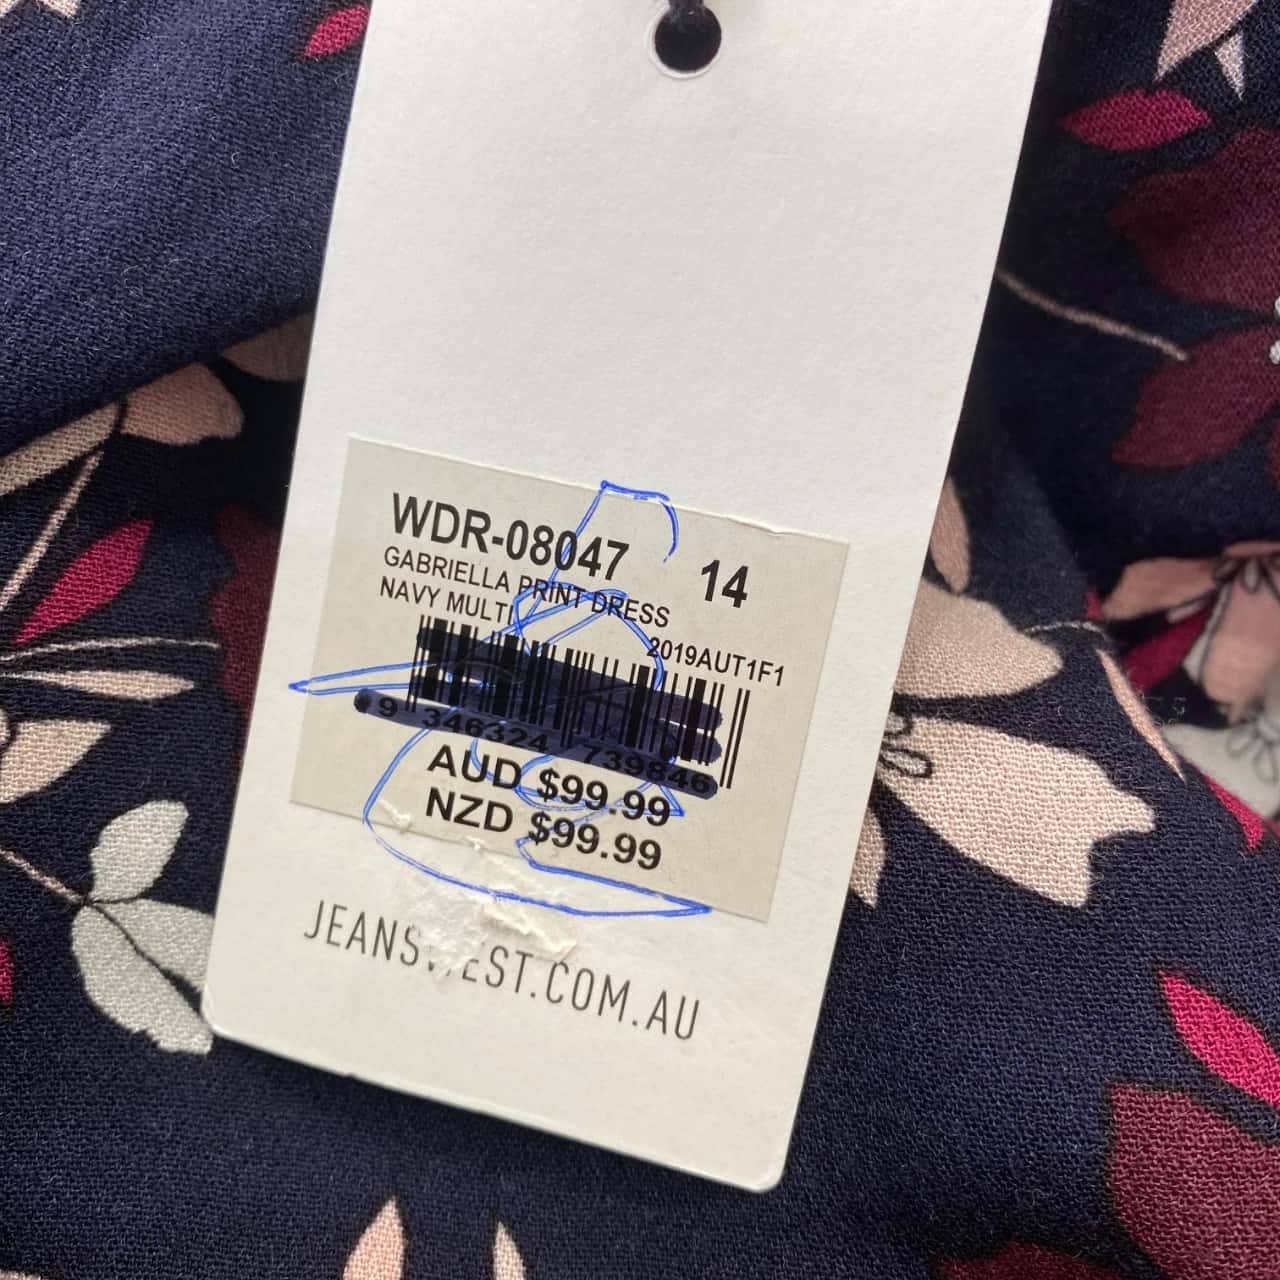 WDR-08047 14
GABRIELLA PRINT DRESS
NAVY MULTI
2019AUT1F1
9 346324 739846
AUD $99.99
NZD $99.99
JEANSWEST.COM.AU